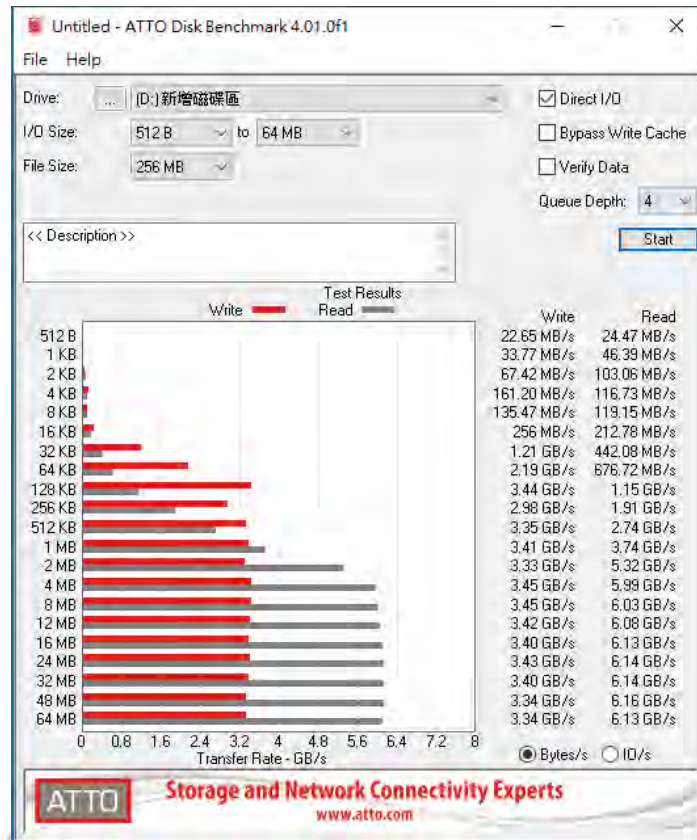 Untitled - ATTO Disk Benchmark 4.01.0f1
File Help
Drive: ... (D:)新增磁碟區
Direct I/O
I/O Size: 512 B to 64 MB
Bypass Write Cache
File Size: 256 MB
Verify Data
Queue Depth: 4
<< Description >>
Start
Test Results
Write Read
Write Read
512 B 22.65 MB/s 24.47 MB/s
1 KB 33.77 MB/s 46.39 MB/s
2 KB 67.42 MB/s 103.06 MB/s
4 KB 161.20 MB/s 116.73 MB/s
8 KB 135.47 MB/s 119.15 MB/s
16 KB 256 MB/s 212.78 MB/s
32 KB 1.21 GB/s 442.08 MB/s
64 KB 2.19 GB/s 676.72 MB/s
128 KB 3.44 GB/s 1.15 GB/s
256 KB 2.98 GB/s 1.91 GB/s
512 KB 3.35 GB/s 2.74 GB/s
1 MB 3.41 GB/s 3.74 GB/s
2 MB 3.33 GB/s 5.32 GB/s
4 MB 3.45 GB/s 5.99 GB/s
8 MB 3.45 GB/s 6.03 GB/s
12 MB 3.42 GB/s 6.08 GB/s
16 MB 3.40 GB/s 6.13 GB/s
24 MB 3.43 GB/s 6.14 GB/s
32 MB 3.40 GB/s 6.14 GB/s
48 MB 3.34 GB/s 6.16 GB/s
64 MB 3.34 GB/s 6.13 GB/s
0 0.8 1.6 2.4 3.2 4 4.8 5.6 6.4 7.2 8
Transfer Rate - GB/s
Bytes/s IO/s
ATTO
Storage and Network Connectivity Experts
www.atto.com